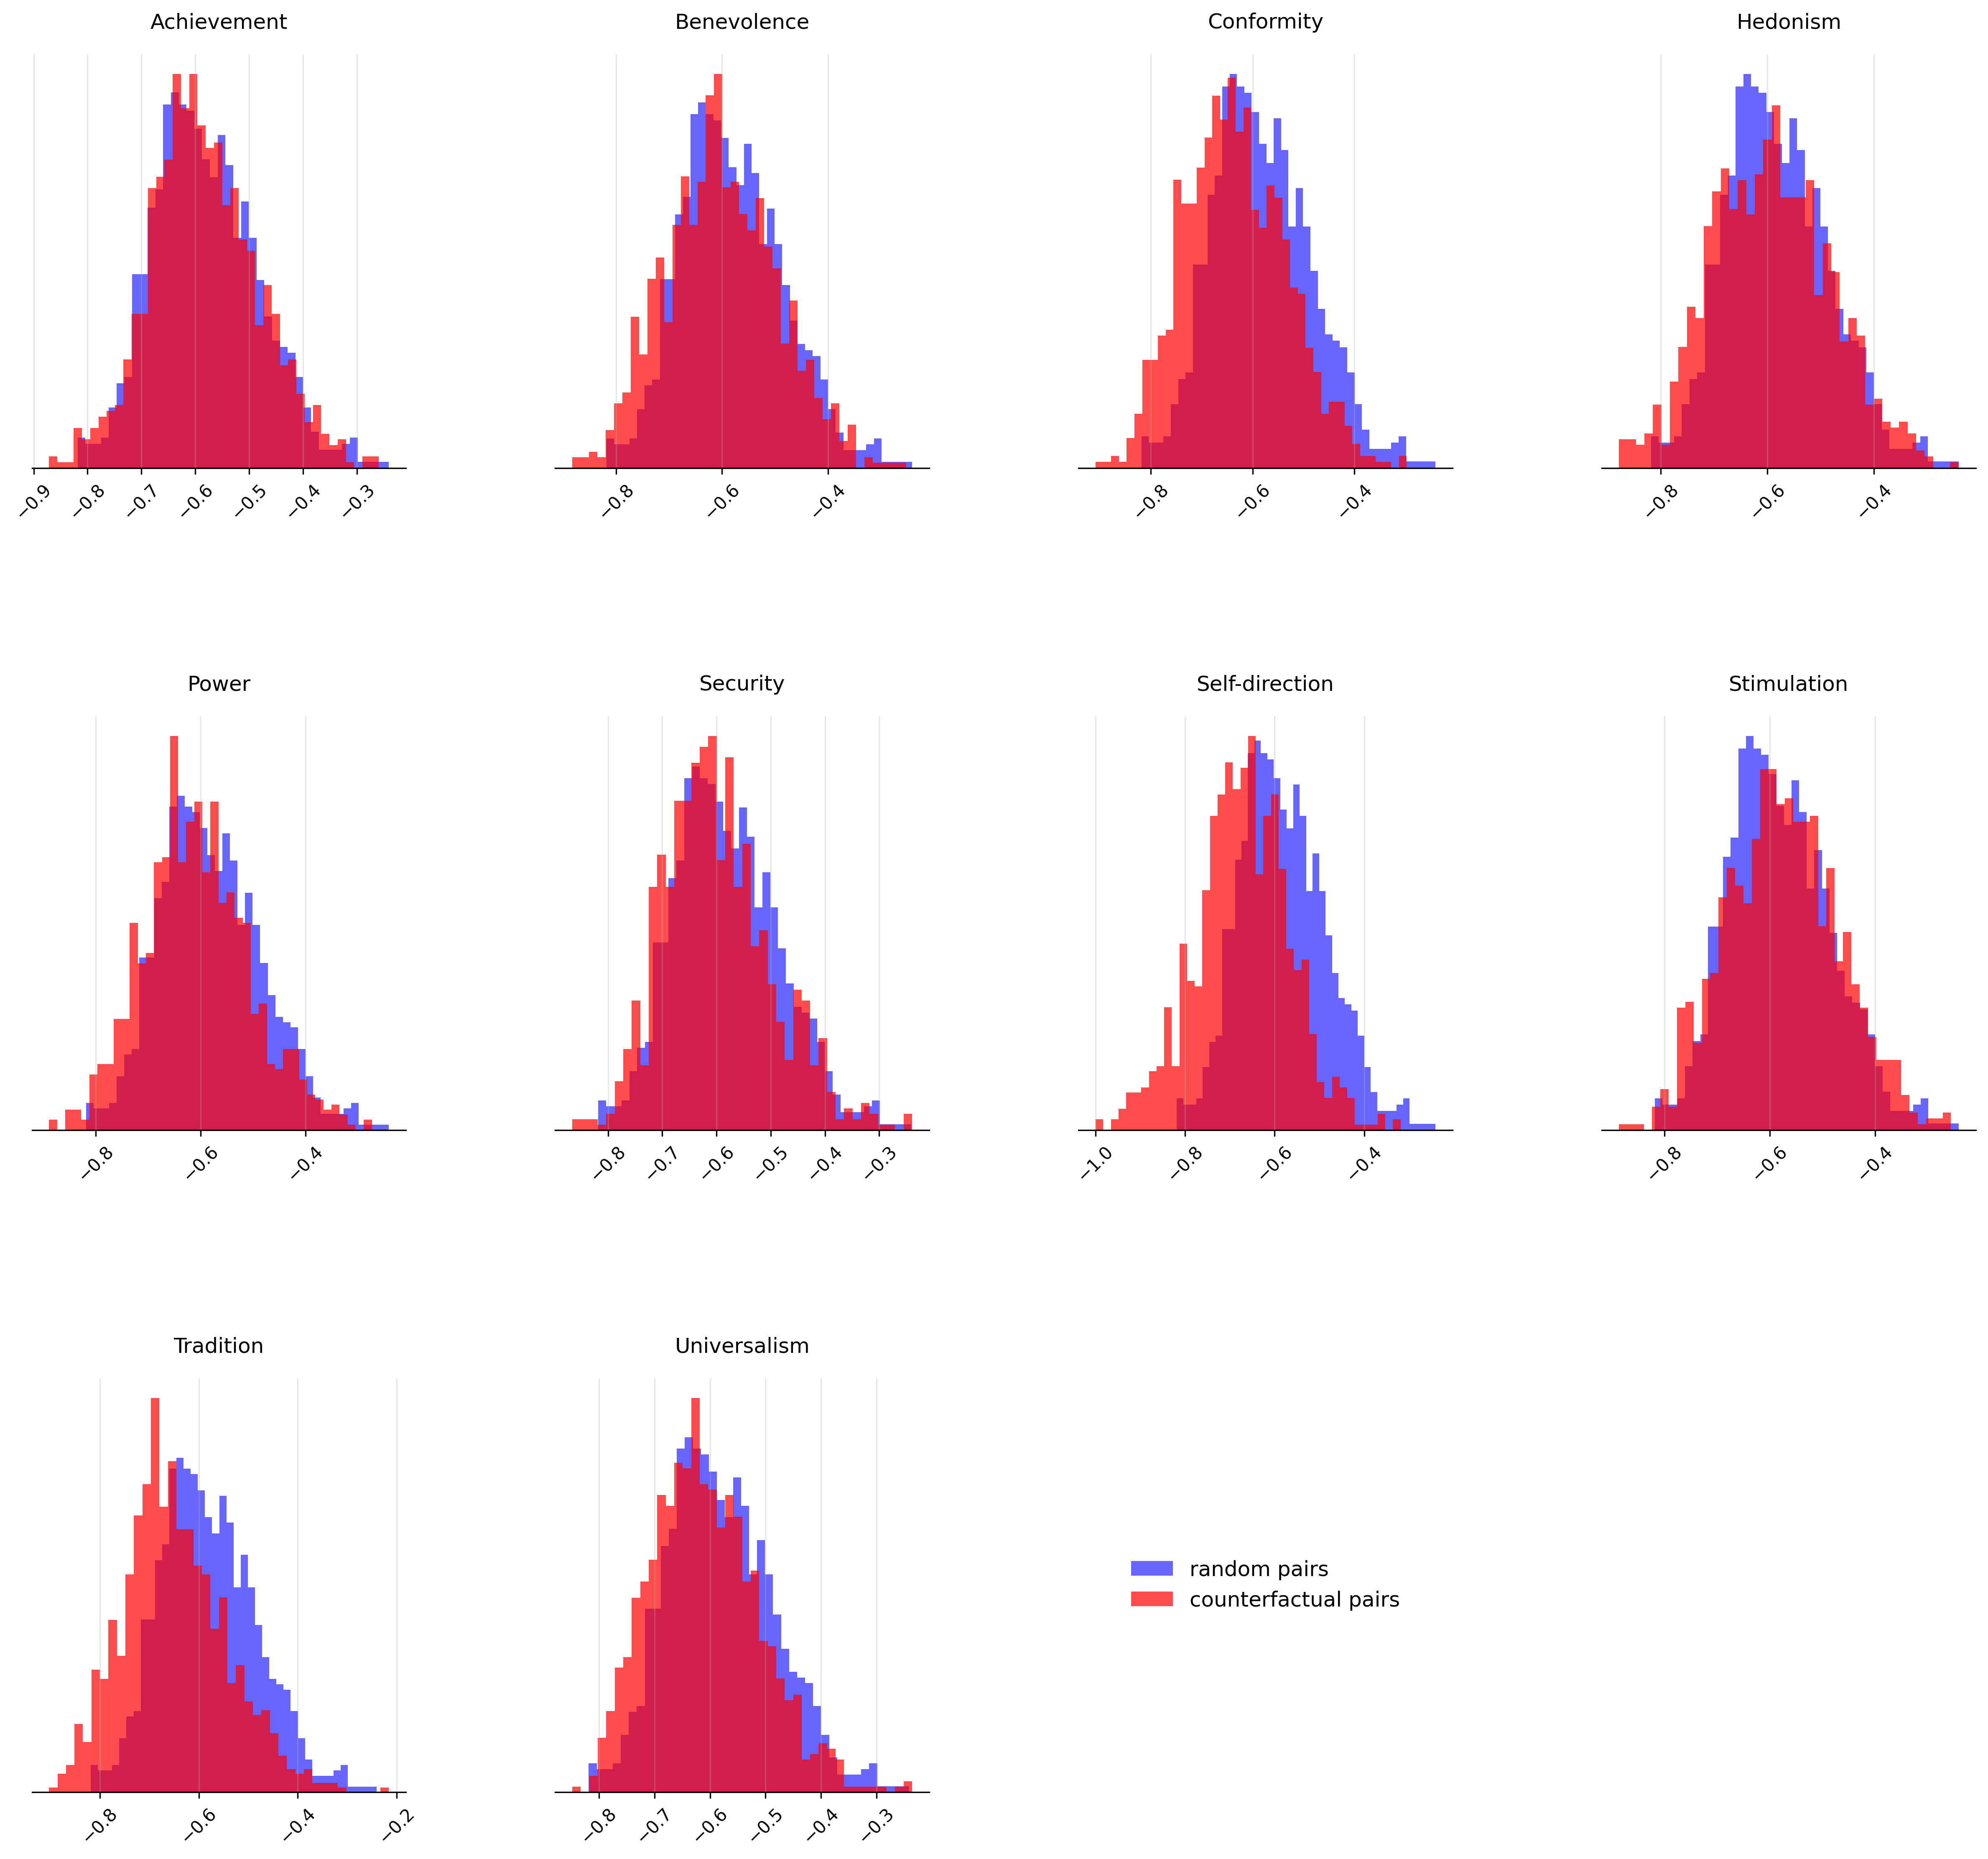 Achievement
Benevolence
Conformity
Hedonism
−0.9 −0.8 −0.7 −0.6 −0.5 −0.4 −0.3
−0.8 −0.6 −0.4
−0.8 −0.6 −0.4
−0.8 −0.6 −0.4
Power
Security
Self-direction
Stimulation
−0.8 −0.6 −0.4
−0.8 −0.7 −0.6 −0.5 −0.4 −0.3
−1.0 −0.8 −0.6 −0.4
−0.8 −0.6 −0.4
Tradition
Universalism
random pairs
counterfactual pairs
−0.8 −0.6 −0.4 −0.2
−0.8 −0.7 −0.6 −0.5 −0.4 −0.3